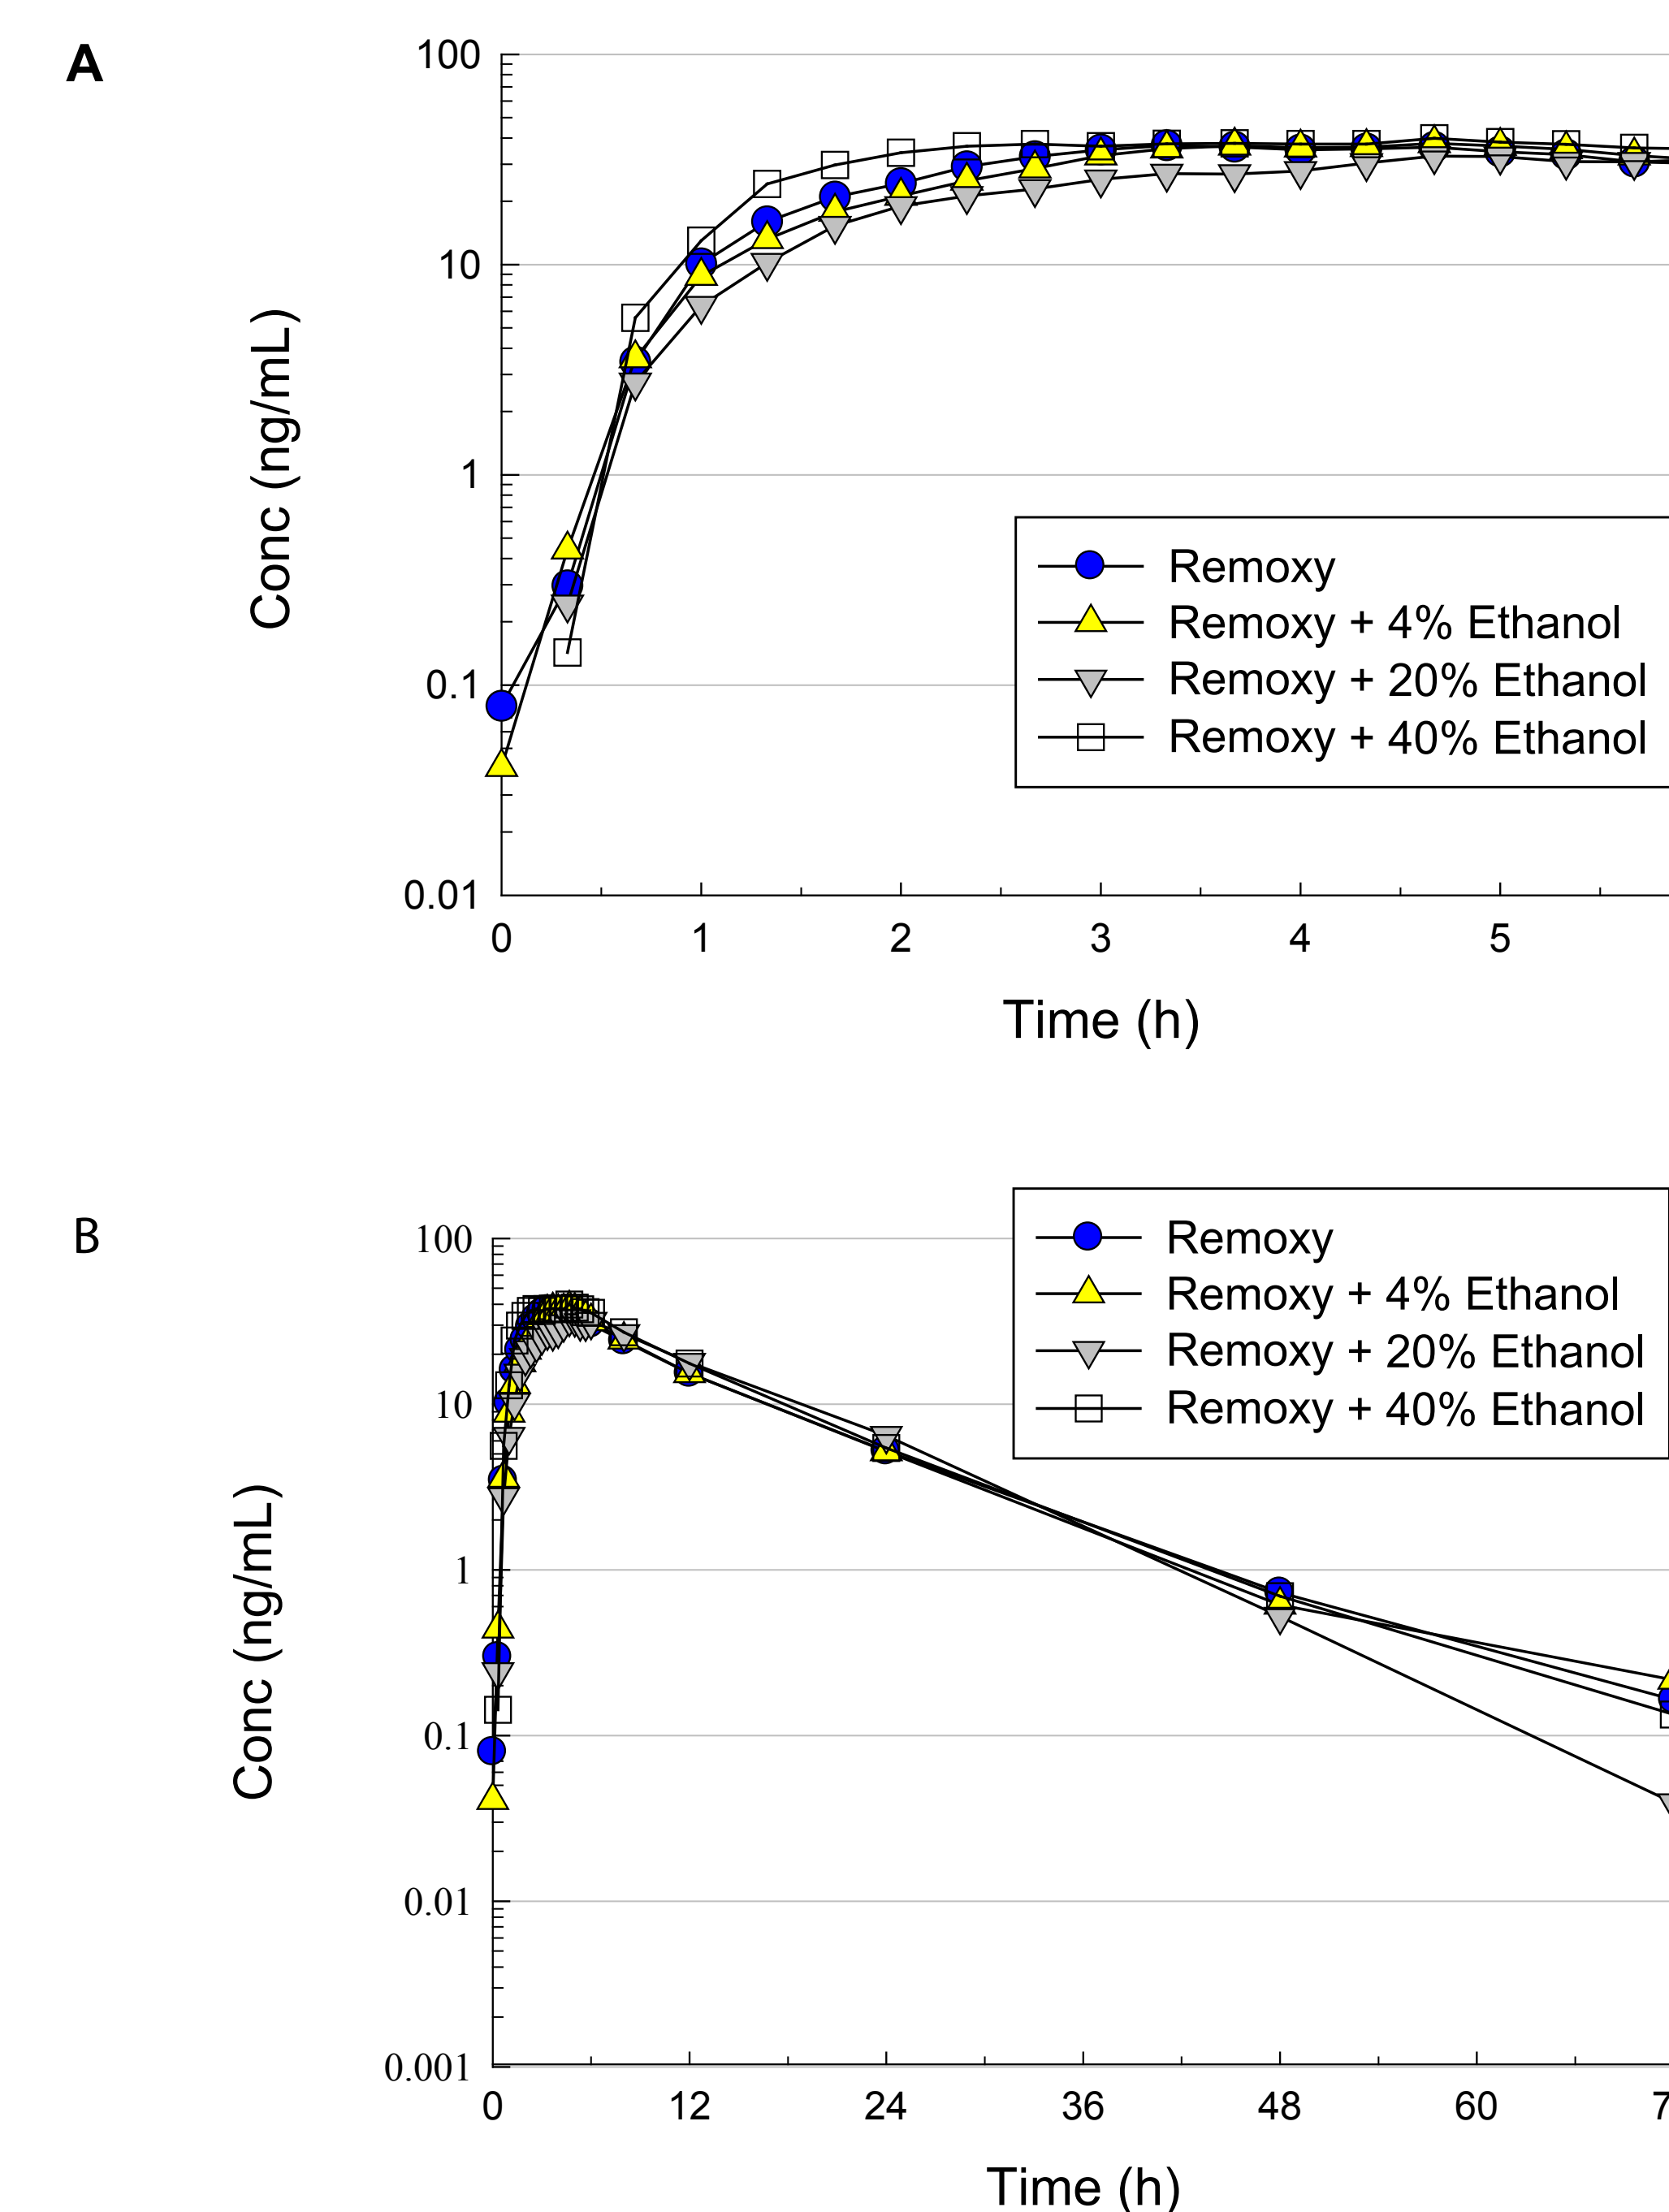 A
100
10
1
0.1
0.01
Conc (ng/mL)
Remoxy
Remoxy + 4% Ethanol
Remoxy + 20% Ethanol
Remoxy + 40% Ethanol
0 1 2 3 4 5
Time (h)
B
100
10
1
0.1
0.01
0.001
Conc (ng/mL)
Remoxy
Remoxy + 4% Ethanol
Remoxy + 20% Ethanol
Remoxy + 40% Ethanol
0 12 24 36 48 60 7
Time (h)